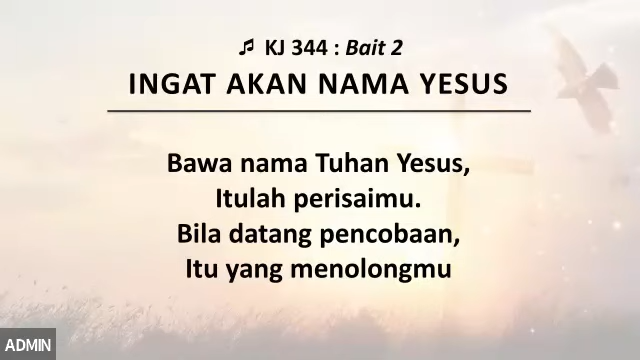 ♫ KJ 344 : Bait 2
INGAT AKAN NAMA YESUS
Bawa nama Tuhan Yesus,
Itulah perisaimu.
Bila datang pencobaan,
Itu yang menolongmu
ADMIN